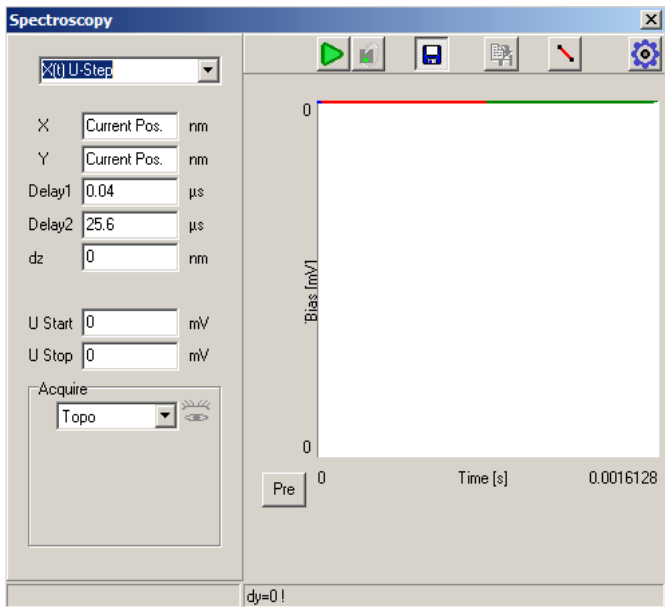 Spectroscopy
X(t) U-Step
X Current Pos. nm
Y Current Pos. nm
Delay1 0.04 µs
Delay2 25.6 µs
dz 0 nm
U Start 0 mV
U Stop 0 mV
Acquire
Topo
0
Bias [mV]
0
Pre
0 Time [s] 0.0016128
dy=0 !